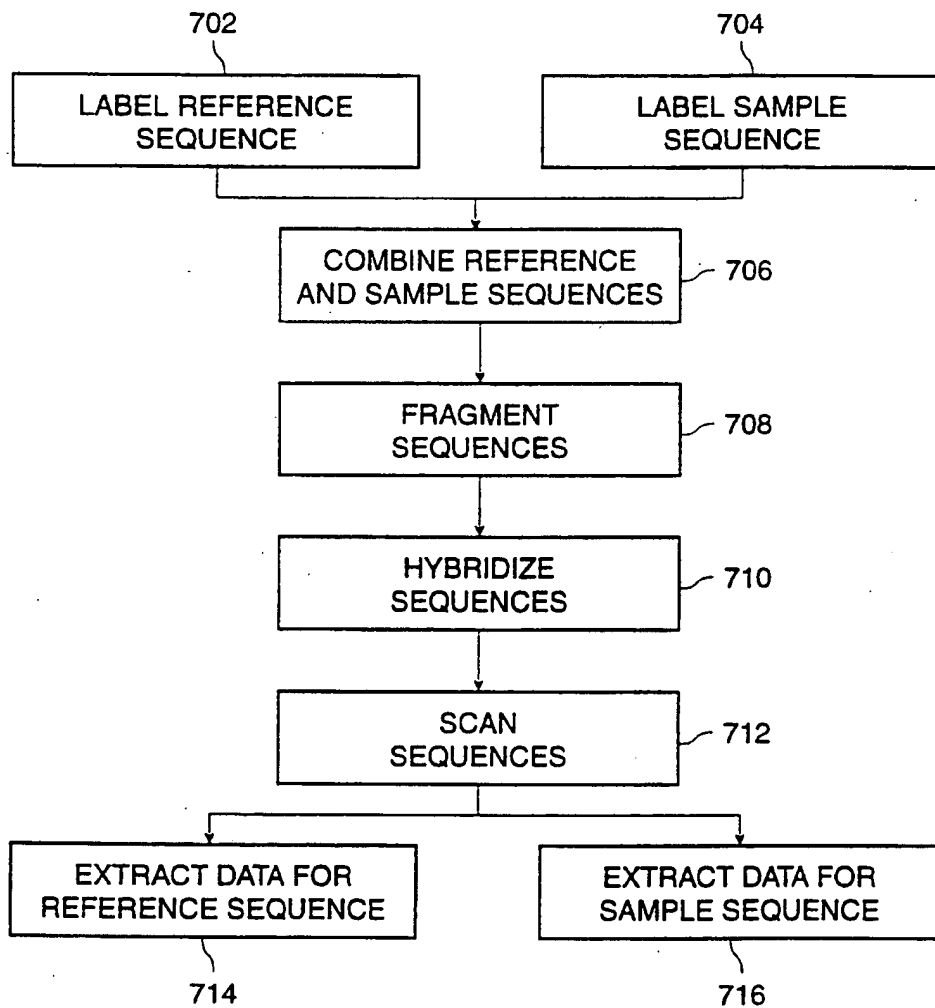 702
704
LABEL REFERENCE
SEQUENCE
LABEL SAMPLE
SEQUENCE
COMBINE REFERENCE
AND SAMPLE SEQUENCES
706
FRAGMENT
SEQUENCES
708
HYBRIDIZE
SEQUENCES
710
SCAN
SEQUENCES
712
EXTRACT DATA FOR
REFERENCE SEQUENCE
EXTRACT DATA FOR
SAMPLE SEQUENCE
714
716